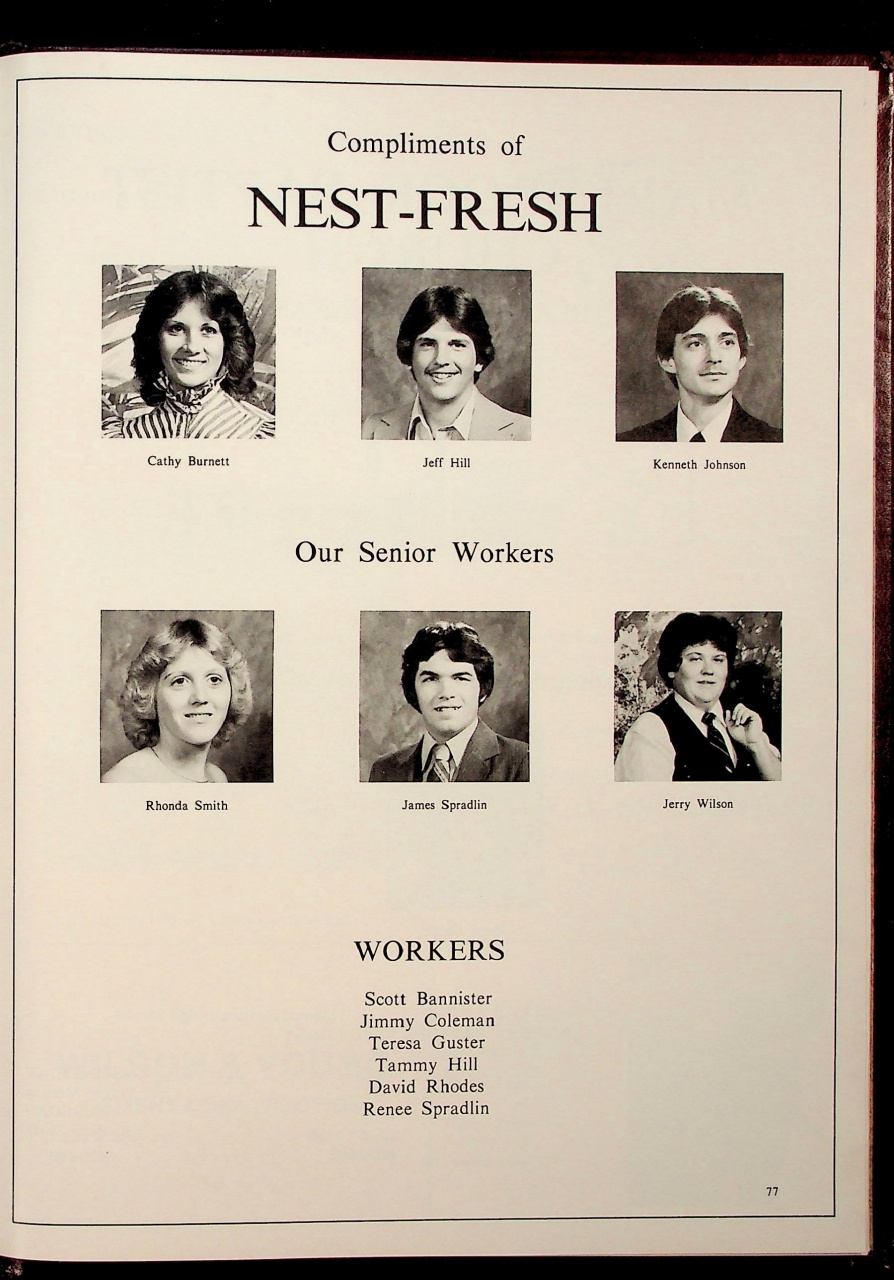 Compliments of
NEST-FRESH
Cathy Burnett
Jeff Hill
Kenneth Johnson
Our Senior Workers
Rhonda Smith
James Spradlin
Jerry Wilson
WORKERS
Scott Bannister
Jimmy Coleman
Teresa Guster
Tammy Hill
David Rhodes
Renee Spradlin
77